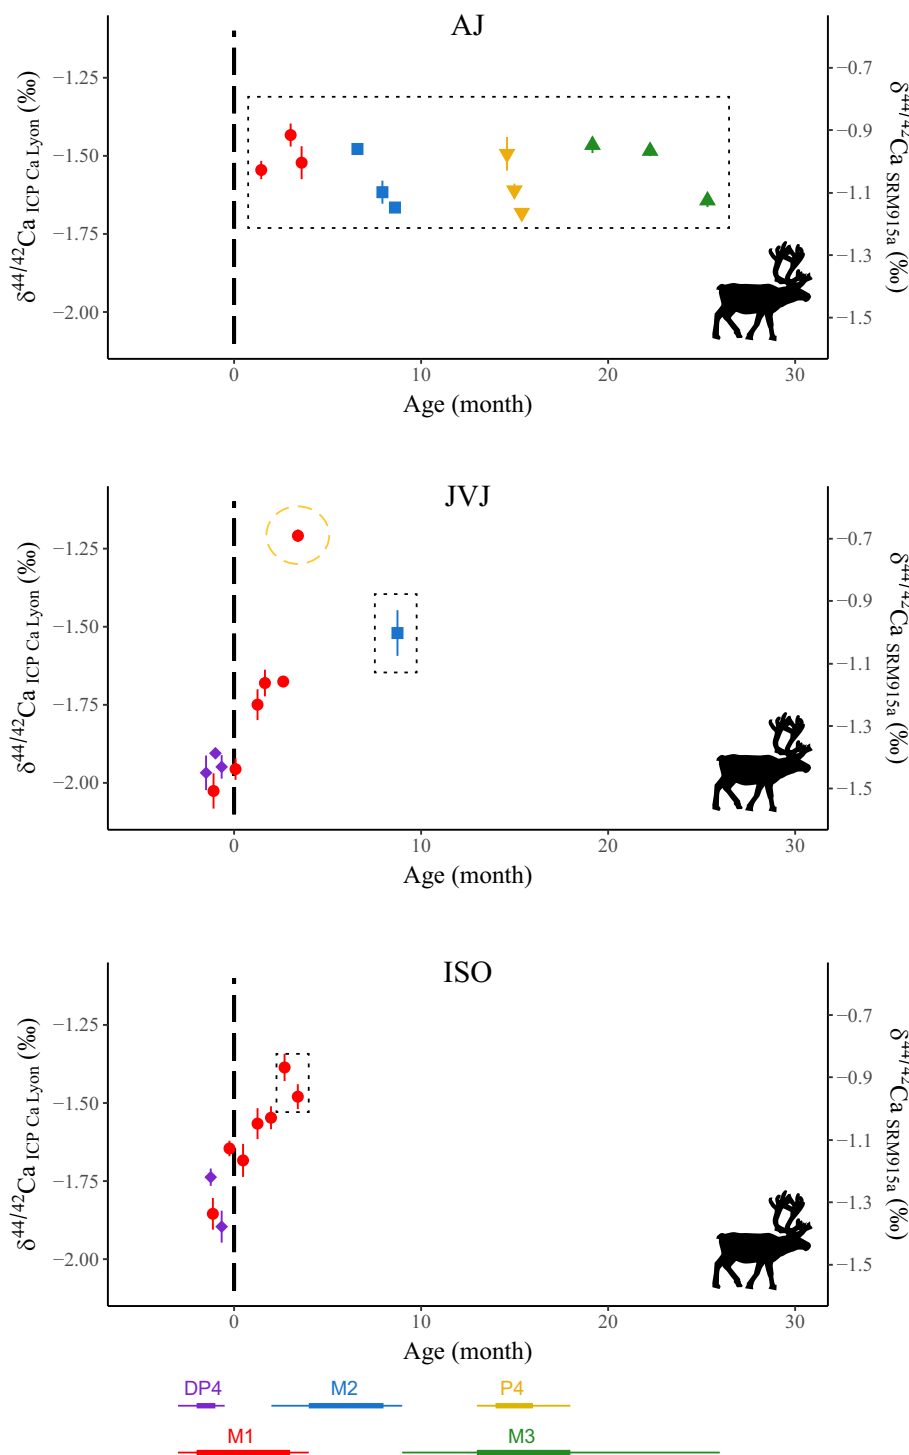 AJ
δ44/42Ca ICP Ca Lyon (‰)
−1.25
−1.50
−1.75
−2.00
−0.7
−0.9
−1.1
−1.3
−1.5
δ44/42Ca SRM915a (‰)
0 10 20 30
Age (month)
JVJ
δ44/42Ca ICP Ca Lyon (‰)
−1.25
−1.50
−1.75
−2.00
−0.7
−0.9
−1.1
−1.3
−1.5
δ44/42Ca SRM915a (‰)
0 10 20 30
Age (month)
ISO
δ44/42Ca ICP Ca Lyon (‰)
−1.25
−1.50
−1.75
−2.00
−0.7
−0.9
−1.1
−1.3
−1.5
δ44/42Ca SRM915a (‰)
0 10 20 30
Age (month)
DP4 M2 P4
M1 M3